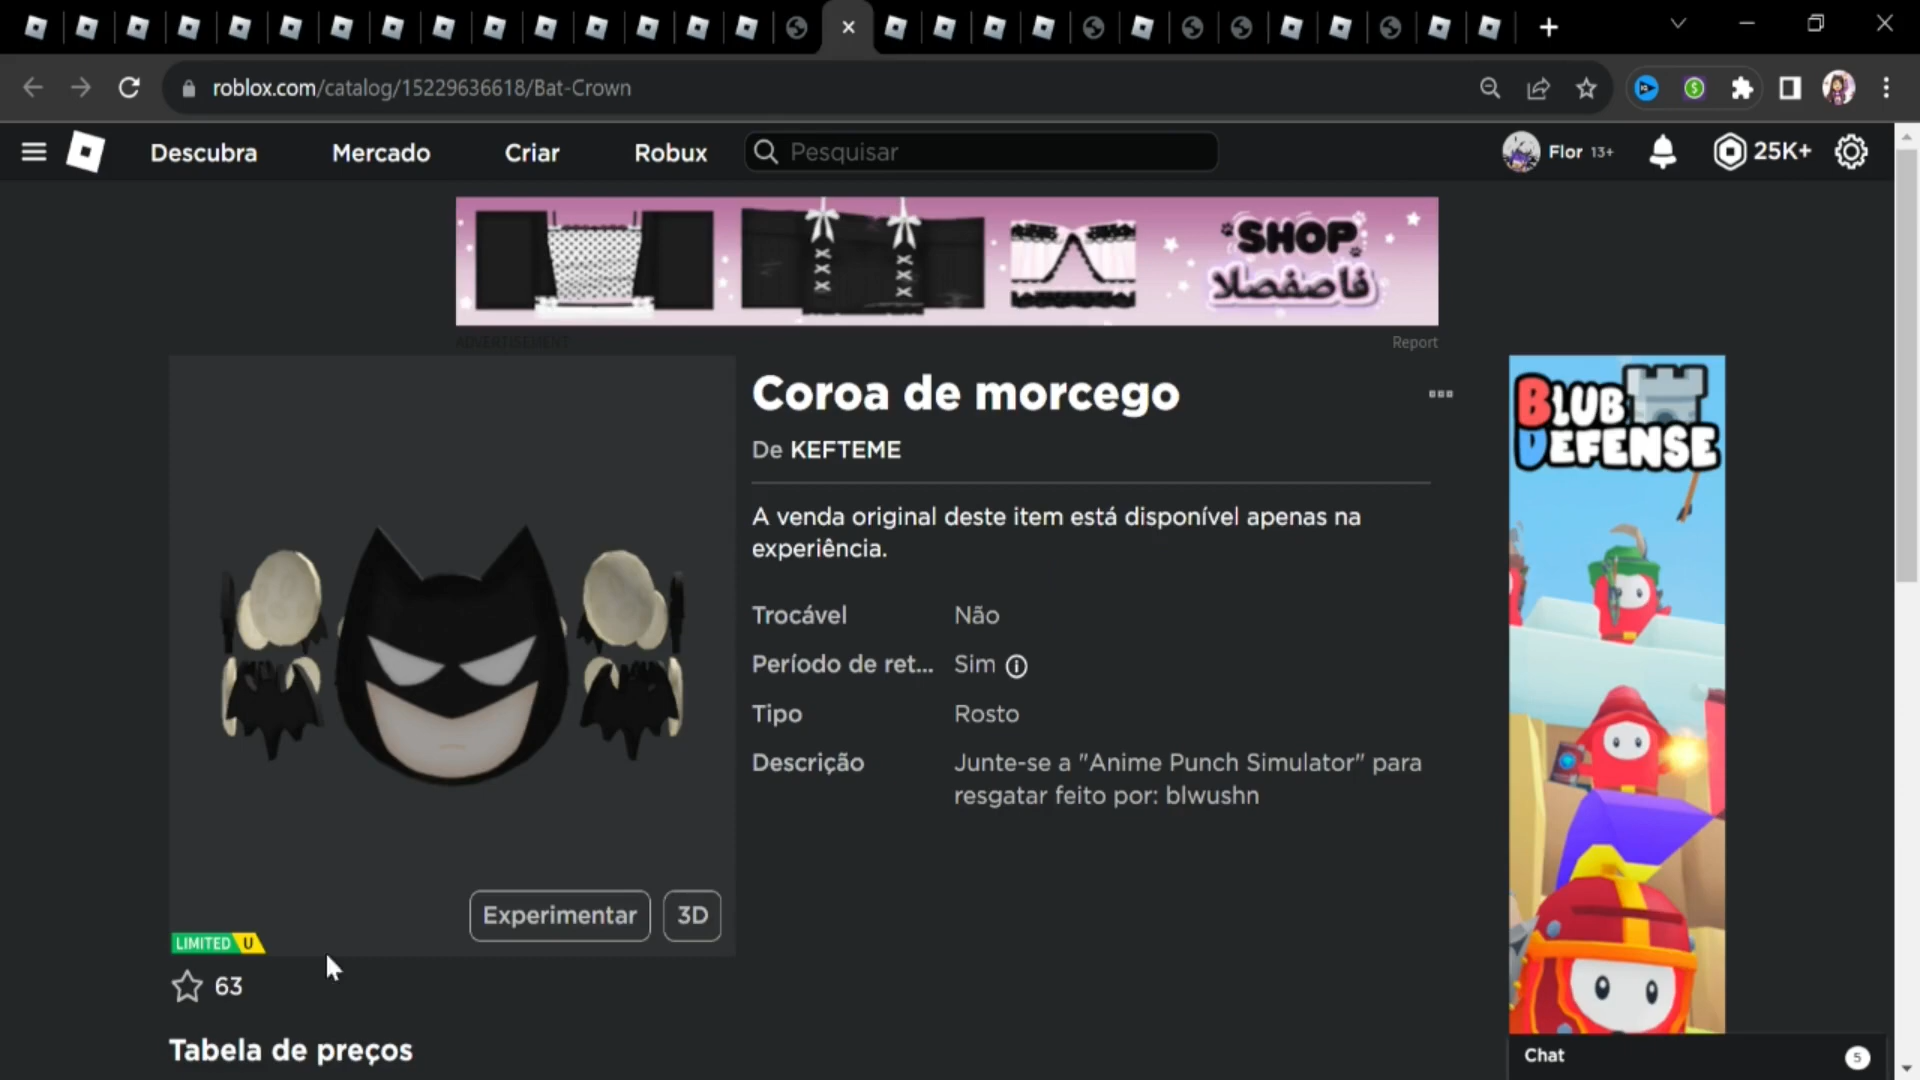 roblox.com/catalog/15229636618/Bat-Crown
Descubra
Mercado
Criar
Robux
Pesquisar
Flor 13+
25K+
SHOP
فاصفصلا
ADVERTISEMENT
Report
Coroa de morcego
De KEFTEME
A venda original deste item está disponível apenas na
experiência.
Trocável Não
Período de ret... Sim
Tipo Rosto
Descrição Junte-se a "Anime Punch Simulator" para
resgatar feito por: blwushn
Experimentar
3D
LIMITED U
63
Tabela de preços
BLUB
DEFENSE
Chat
5